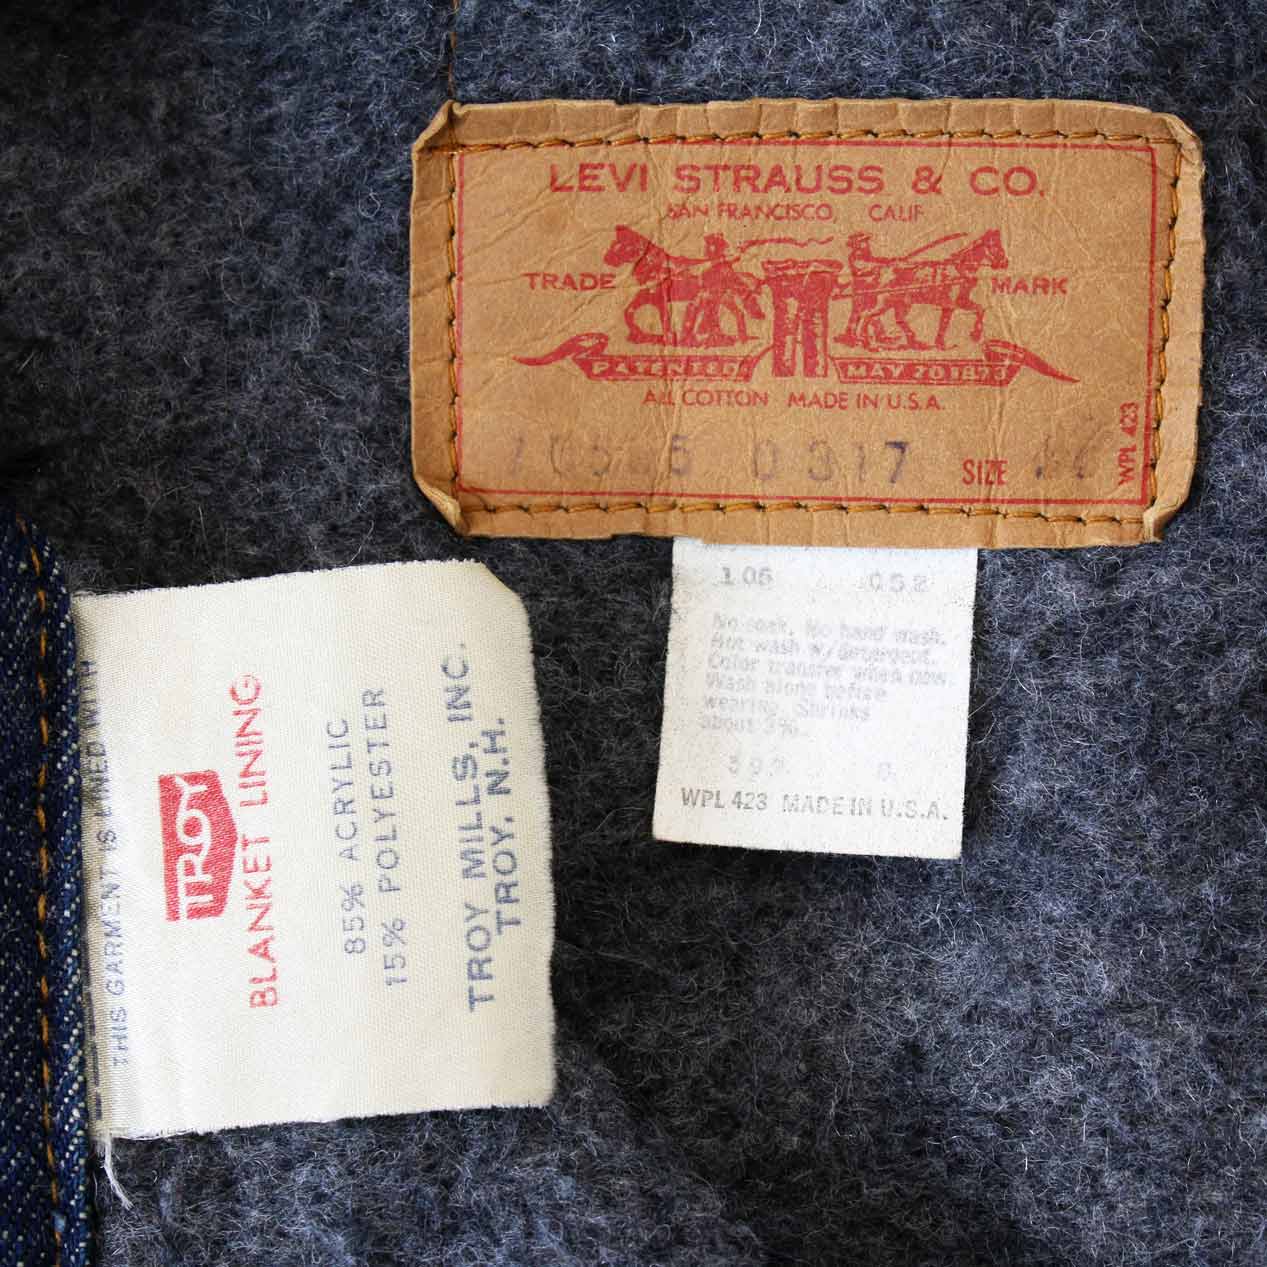 LEVI STRAUSS & CO.
SAN FRANCISCO, CALIF
TRADE MARK
PATENTED MAY 20 1873
ALL COTTON MADE IN U.S.A.
0317 SIZE
WPL 423
105 052
No soak. No hand wash.
Hot wash w/detergent.
Color transfer when new.
Wash alone before
wearing. Shrinks
about 3%.
WPL 423 MADE IN U.S.A.
THIS GARMENT IS LINED WITH
TROY
BLANKET LINING
85% ACRYLIC
15% POLYESTER
TROY MILLS, INC.
TROY, N.H.